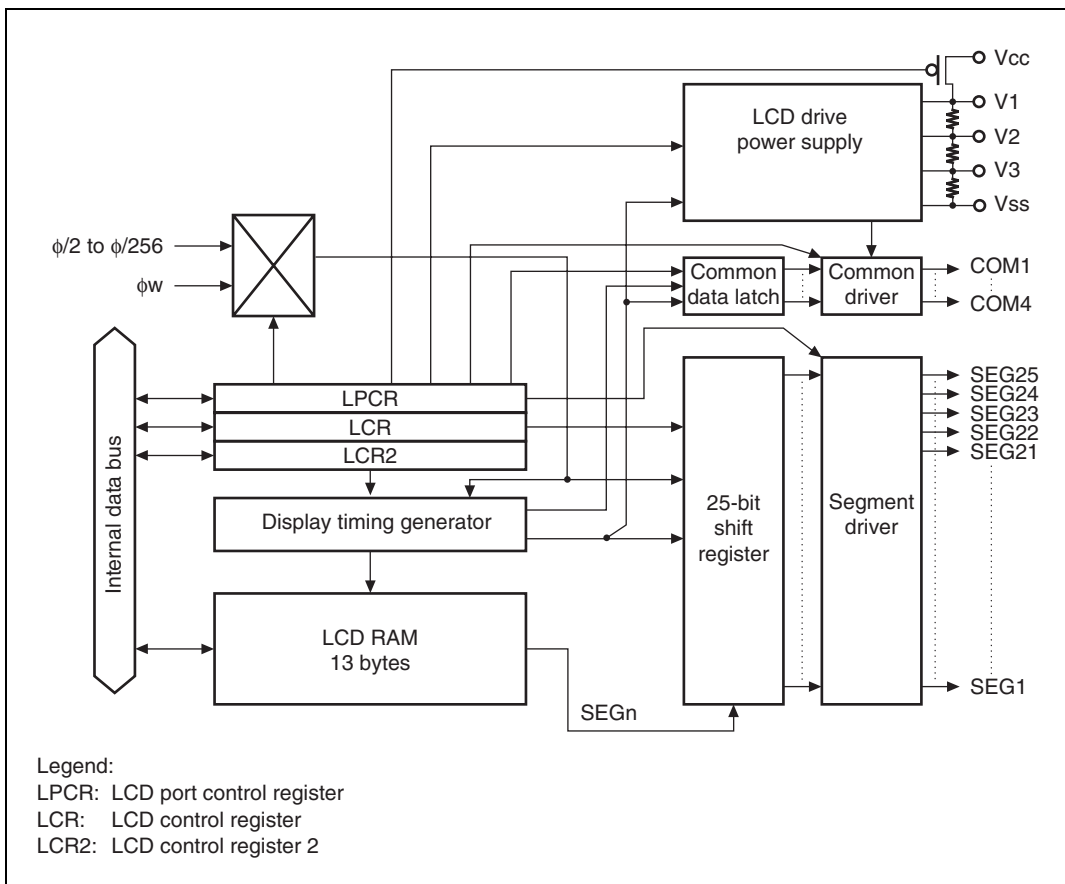 Vcc
V1
LCD drive
power supply
V2
V3
Vss
ϕ/2 to ϕ/256
ϕw
Common
data latch
Common
driver
COM1
COM4
Internal data bus
LPCR
LCR
LCR2
Display timing generator
LCD RAM
13 bytes
SEGn
25-bit
shift
register
Segment
driver
SEG25
SEG24
SEG23
SEG22
SEG21
SEG1
Legend:
LPCR: LCD port control register
LCR: LCD control register
LCR2: LCD control register 2